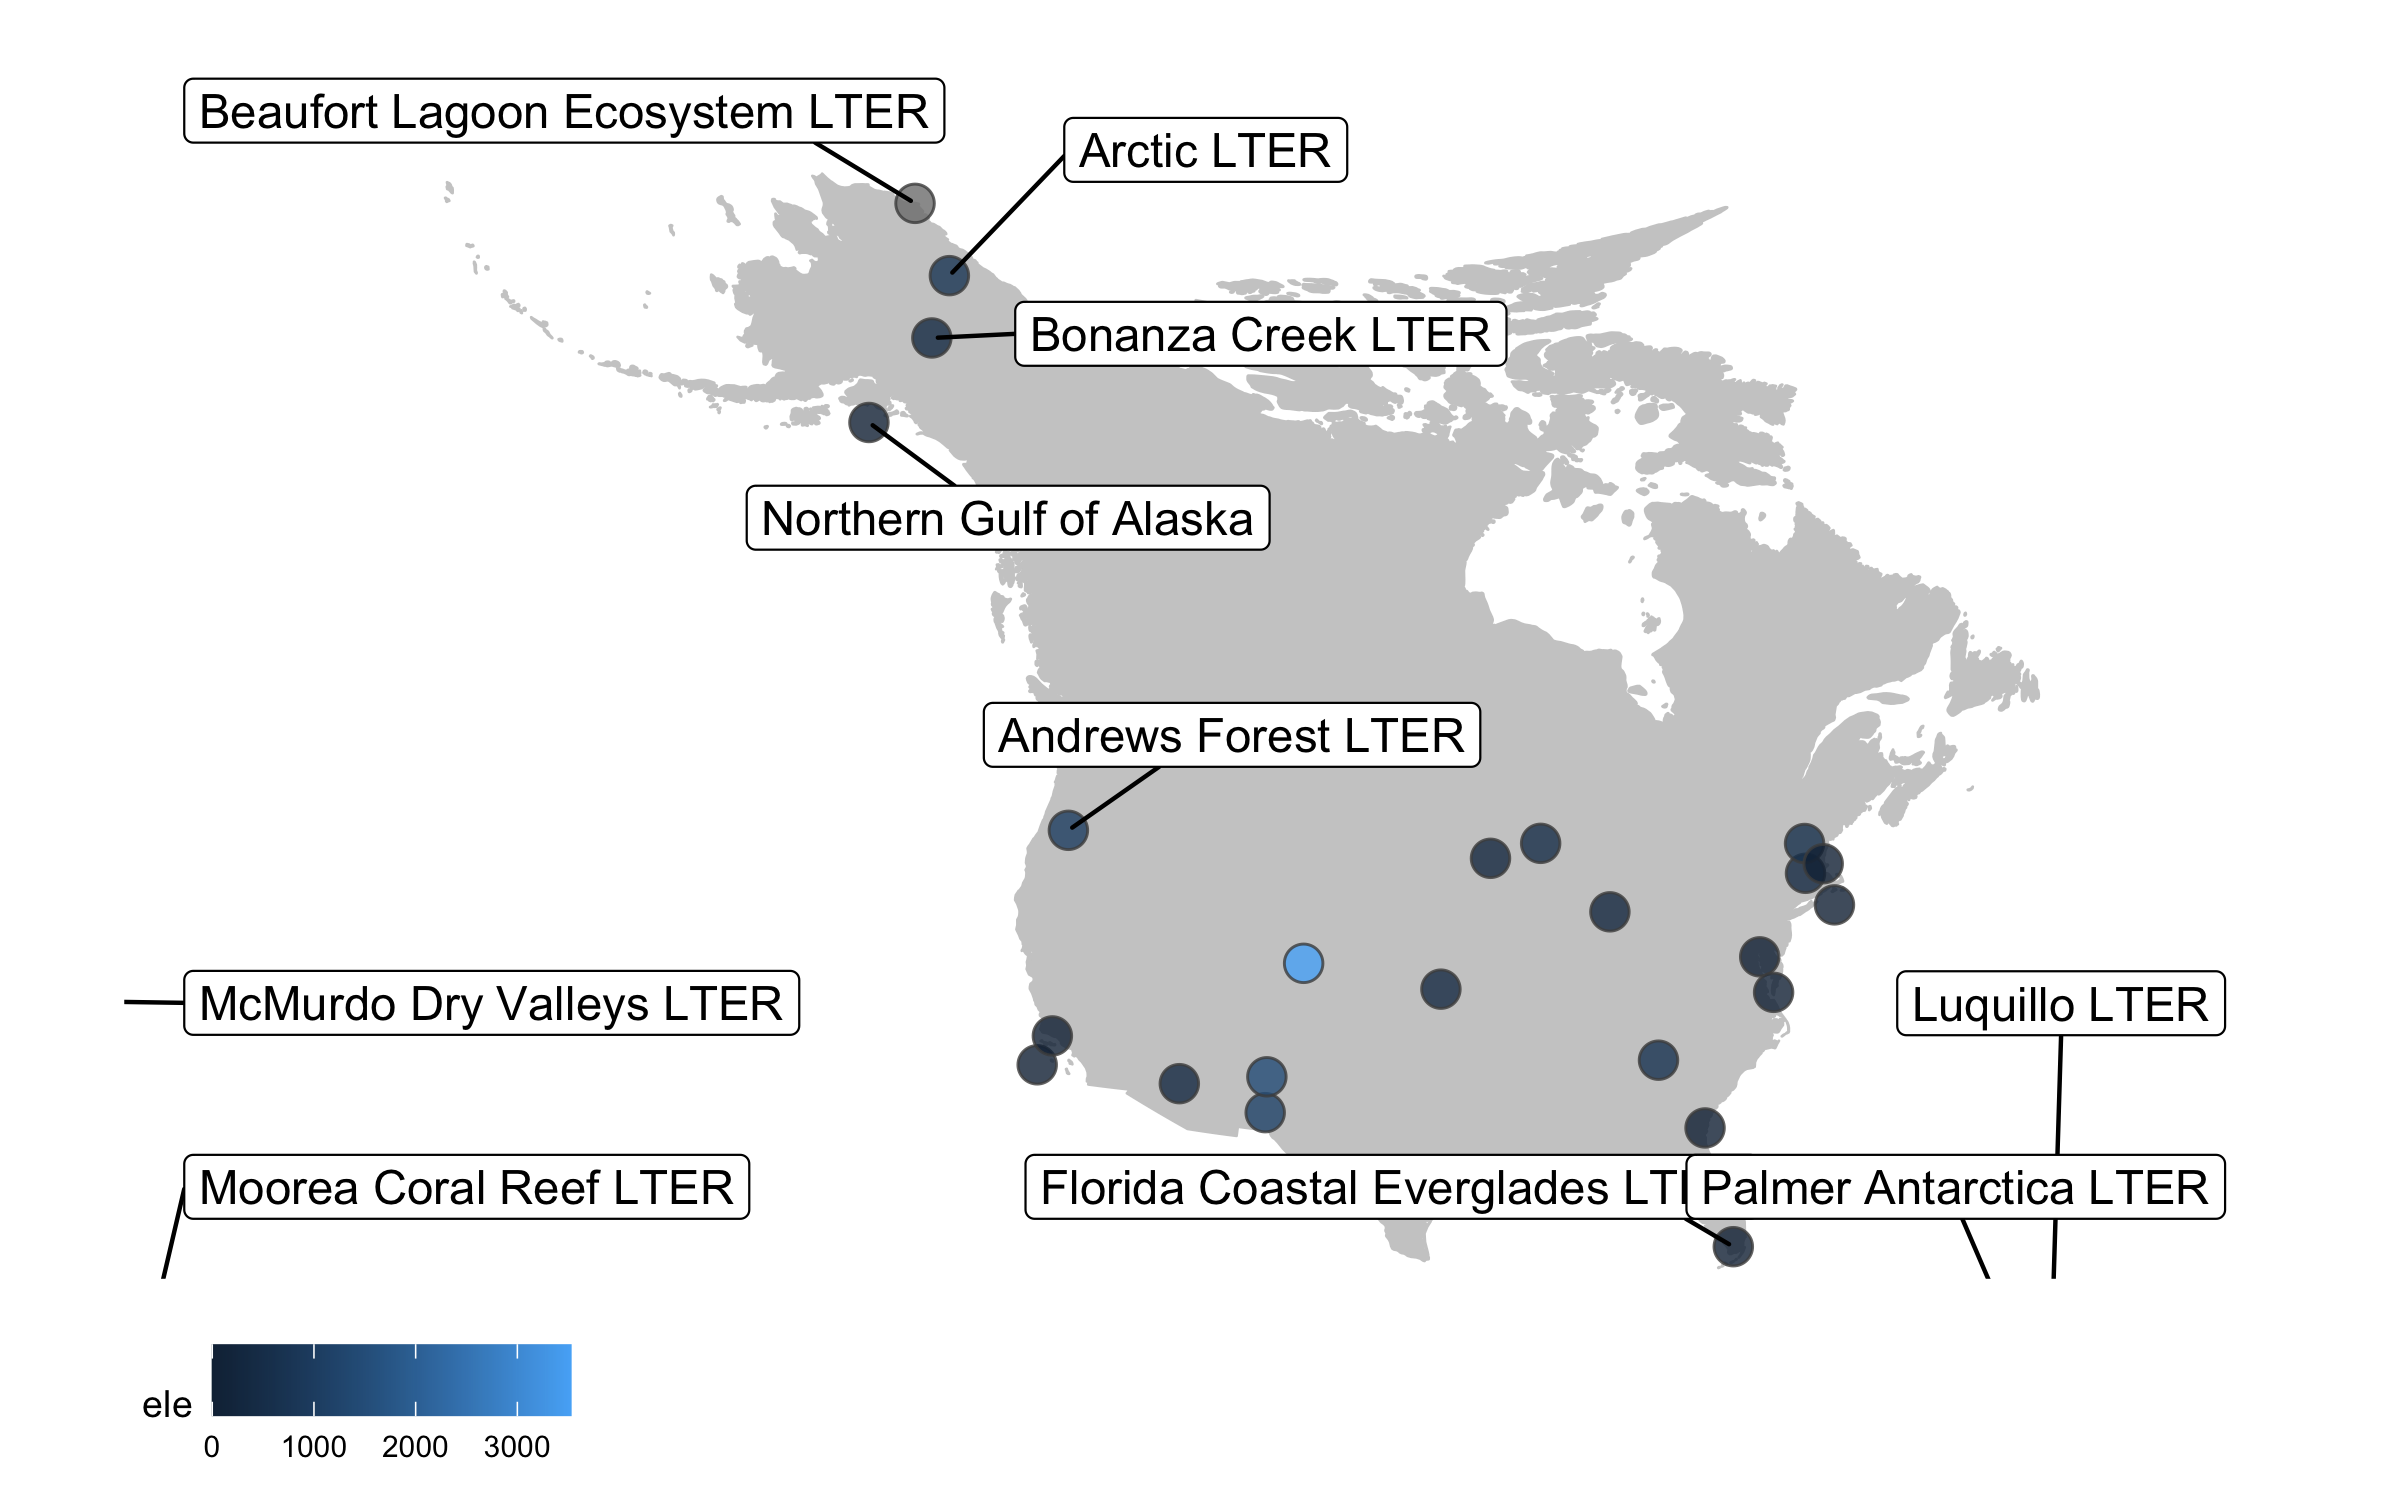 Beaufort Lagoon Ecosystem LTER
Arctic LTER
Bonanza Creek LTER
Northern Gulf of Alaska
Andrews Forest LTER
McMurdo Dry Valleys LTER
Luquillo LTER
Moorea Coral Reef LTER
Florida Coastal Everglades LT
Palmer Antarctica LTER
ele
0 1000 2000 3000